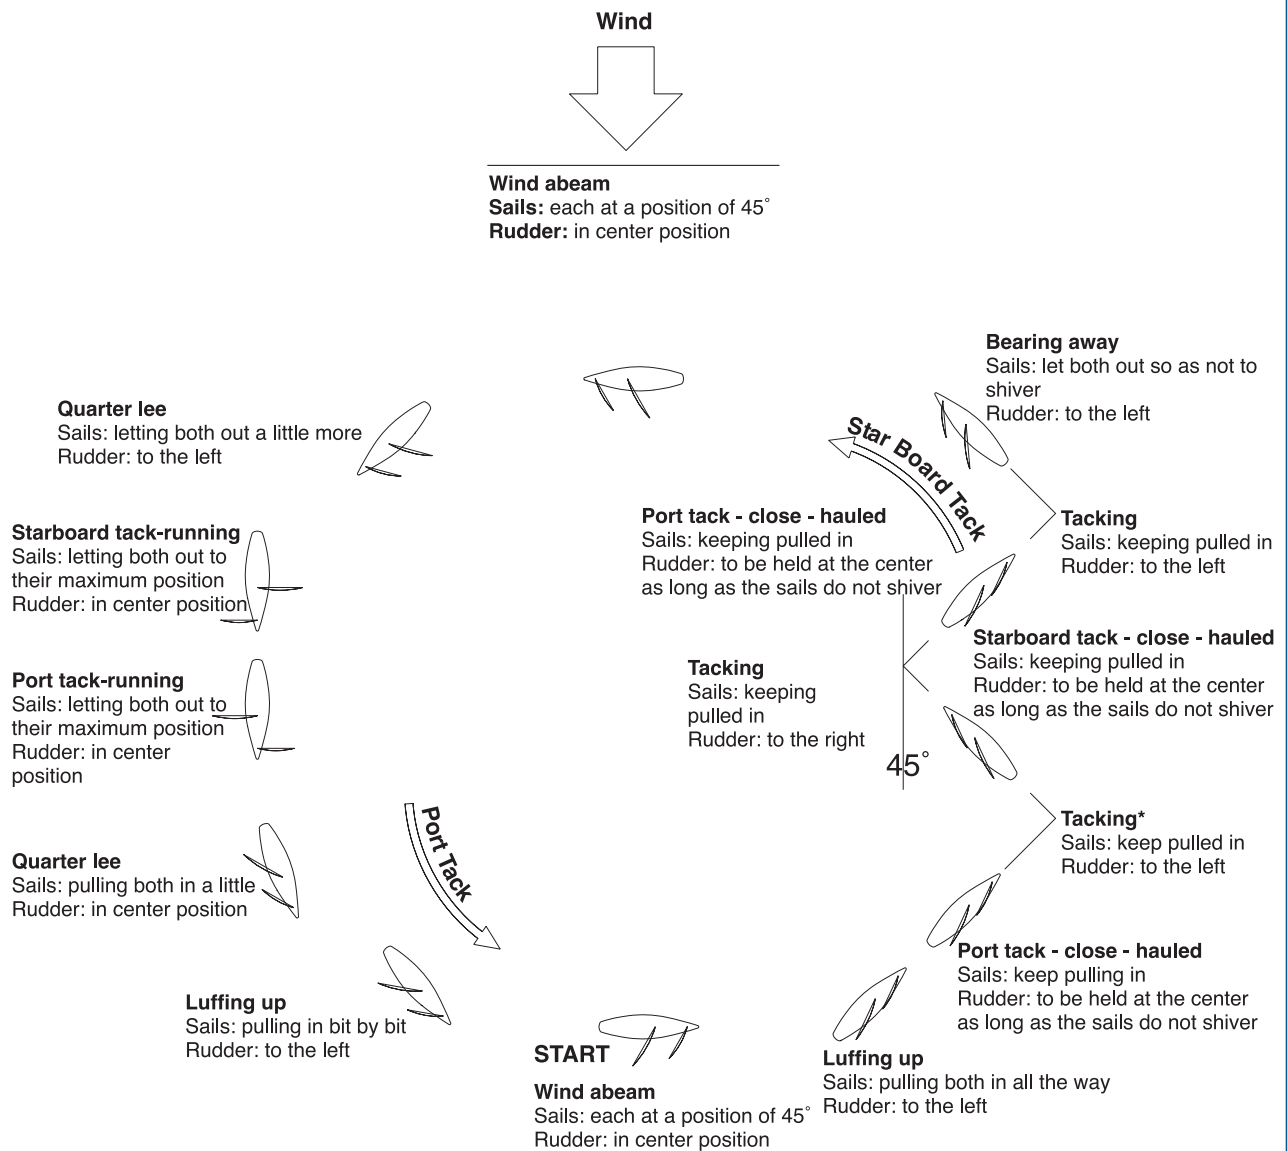 Wind
Wind abeam
Sails: each at a position of 45°
Rudder: in center position
Bearing away
Sails: let both out so as not to
shiver
Rudder: to the left
Quarter lee
Sails: letting both out a little more
Rudder: to the left
Star Board Tack
Port tack - close - hauled
Sails: keeping pulled in
Rudder: to be held at the center
as long as the sails do not shiver
Tacking
Sails: keeping pulled in
Rudder: to the left
Starboard tack-running
Sails: letting both out to
their maximum position
Rudder: in center position
Starboard tack - close - hauled
Sails: keeping pulled in
Rudder: to be held at the center
as long as the sails do not shiver
Tacking
Sails: keeping
pulled in
Rudder: to the right
45°
Port tack-running
Sails: letting both out to
their maximum position
Rudder: in center
position
Port Tack
Tacking*
Sails: keep pulled in
Rudder: to the left
Quarter lee
Sails: pulling both in a little
Rudder: in center position
Port tack - close - hauled
Sails: keep pulling in
Rudder: to be held at the center
as long as the sails do not shiver
Luffing up
Sails: pulling in bit by bit
Rudder: to the left
START
Wind abeam
Sails: each at a position of 45°
Rudder: in center position
Luffing up
Sails: pulling both in all the way
Rudder: to the left